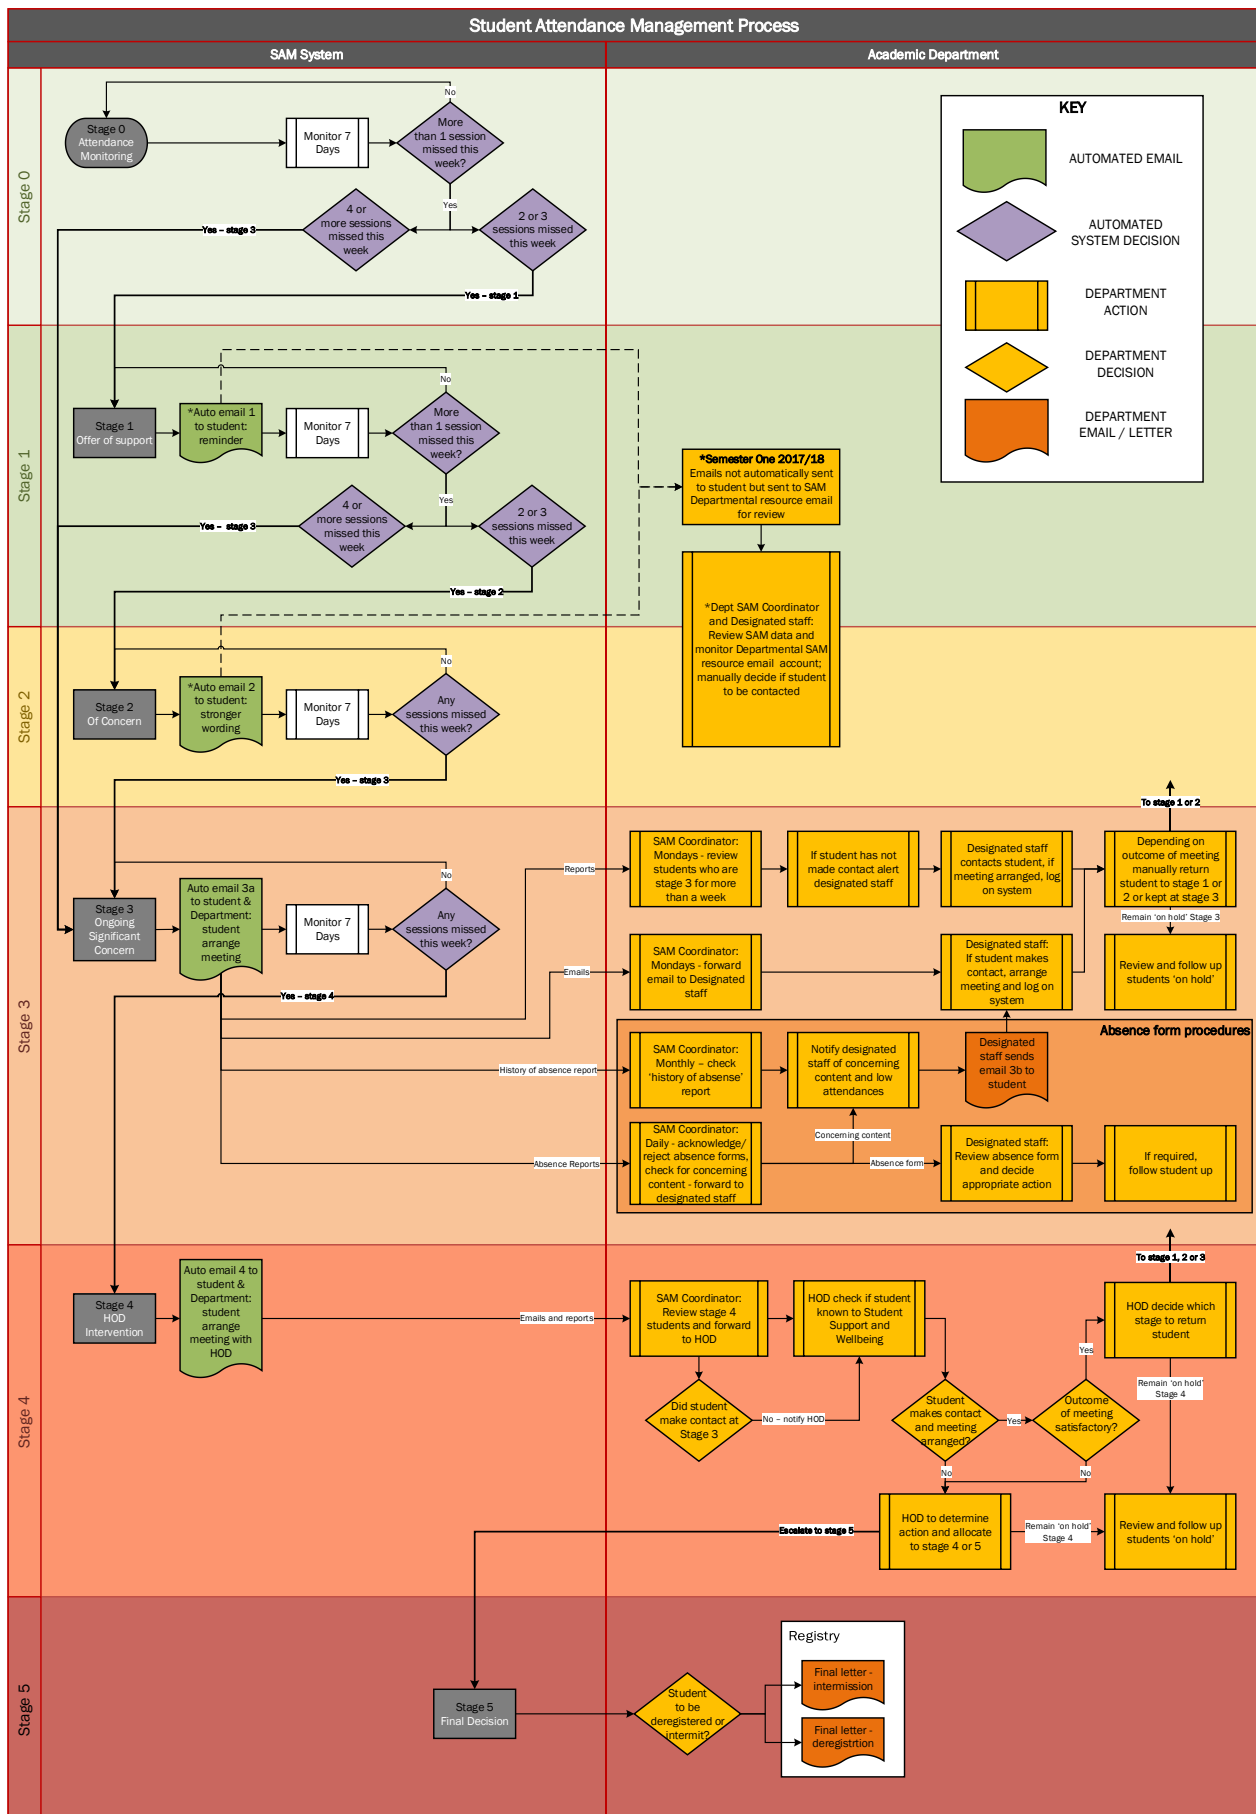 Student Attendance Management Process
SAM System
Academic Department
Stage 0
No
Stage 0
Attendance
Monitoring
Monitor 7
Days
More
than 1 session
missed this
week?
Yes
4 or
more sessions
missed this
week
2 or 3
sessions missed
this week
Yes – stage 3
Yes – stage 1
KEY
AUTOMATED EMAIL
AUTOMATED
SYSTEM DECISION
DEPARTMENT
ACTION
DEPARTMENT
DECISION
DEPARTMENT
EMAIL / LETTER
Stage 1
No
Stage 1
Offer of support
*Auto email 1
to student:
reminder
Monitor 7
Days
More
than 1 session
missed this
week?
Yes
4 or
more sessions
missed this
week
2 or 3
sessions missed
this week
Yes – stage 3
Yes – stage 2
*Semester One 2017/18
Emails not automatically sent
to student but sent to SAM
Departmental resource email
for review
*Dept SAM Coordinator
and Designated staff:
Review SAM data and
monitor Departmental SAM
resource email account;
manually decide if student
to be contacted
Stage 2
No
Stage 2
Of Concern
*Auto email 2
to student:
stronger
wording
Monitor 7
Days
Any
sessions missed
this week?
Yes – stage 3
To stage 1 or 2
Stage 3
No
Stage 3
Ongoing
Significant
Concern
Auto email 3a
to student &
Department:
student
arrange
meeting
Monitor 7
Days
Any
sessions missed
this week?
Yes – stage 4
Reports
SAM Coordinator:
Mondays - review
students who are
stage 3 for more
than a week
If student has not
made contact alert
designated staff
Designated staff
contacts student, if
meeting arranged, log
on system
Depending on
outcome of meeting
manually return
student to stage 1 or
2 or kept at stage 3
Remain ‘on hold’ Stage 3
Emails
SAM Coordinator:
Mondays - forward
email to Designated
staff
Designated staff:
If student makes
contact, arrange
meeting and log on
system
Review and follow up
students ‘on hold’
Absence form procedures
History of absence report
SAM Coordinator:
Monthly – check
‘history of absense’
report
Notify designated
staff of concerning
content and low
attendances
Designated
staff sends
email 3b to
student
Concerning content
Absence Reports
SAM Coordinator:
Daily - acknowledge/
reject absence forms,
check for concerning
content - forward to
designated staff
Absence form
Designated staff:
Review absence form
and decide
appropriate action
If required,
follow student up
Stage 4
To stage 1, 2 or 3
Stage 4
HOD
Intervention
Auto email 4 to
student &
Department:
student
arrange
meeting with
HOD
Emails and reports
SAM Coordinator:
Review stage 4
students and forward
to HOD
HOD check if student
known to Student
Support and
Wellbeing
HOD decide which
stage to return
student
Yes
Remain ‘on hold’
Stage 4
Did student
make contact at
Stage 3
No – notify HOD
Student
makes contact
and meeting
arranged?
Yes
Outcome
of meeting
satisfactory?
No
No
Escalate to stage 5
HOD to determine
action and allocate
to stage 4 or 5
Remain ‘on hold’
Stage 4
Review and follow up
students ‘on hold’
Stage 5
Stage 5
Final Decision
Student
to be
deregistered or
intermit?
Registry
Final letter -
intermission
Final letter -
deregistrtion